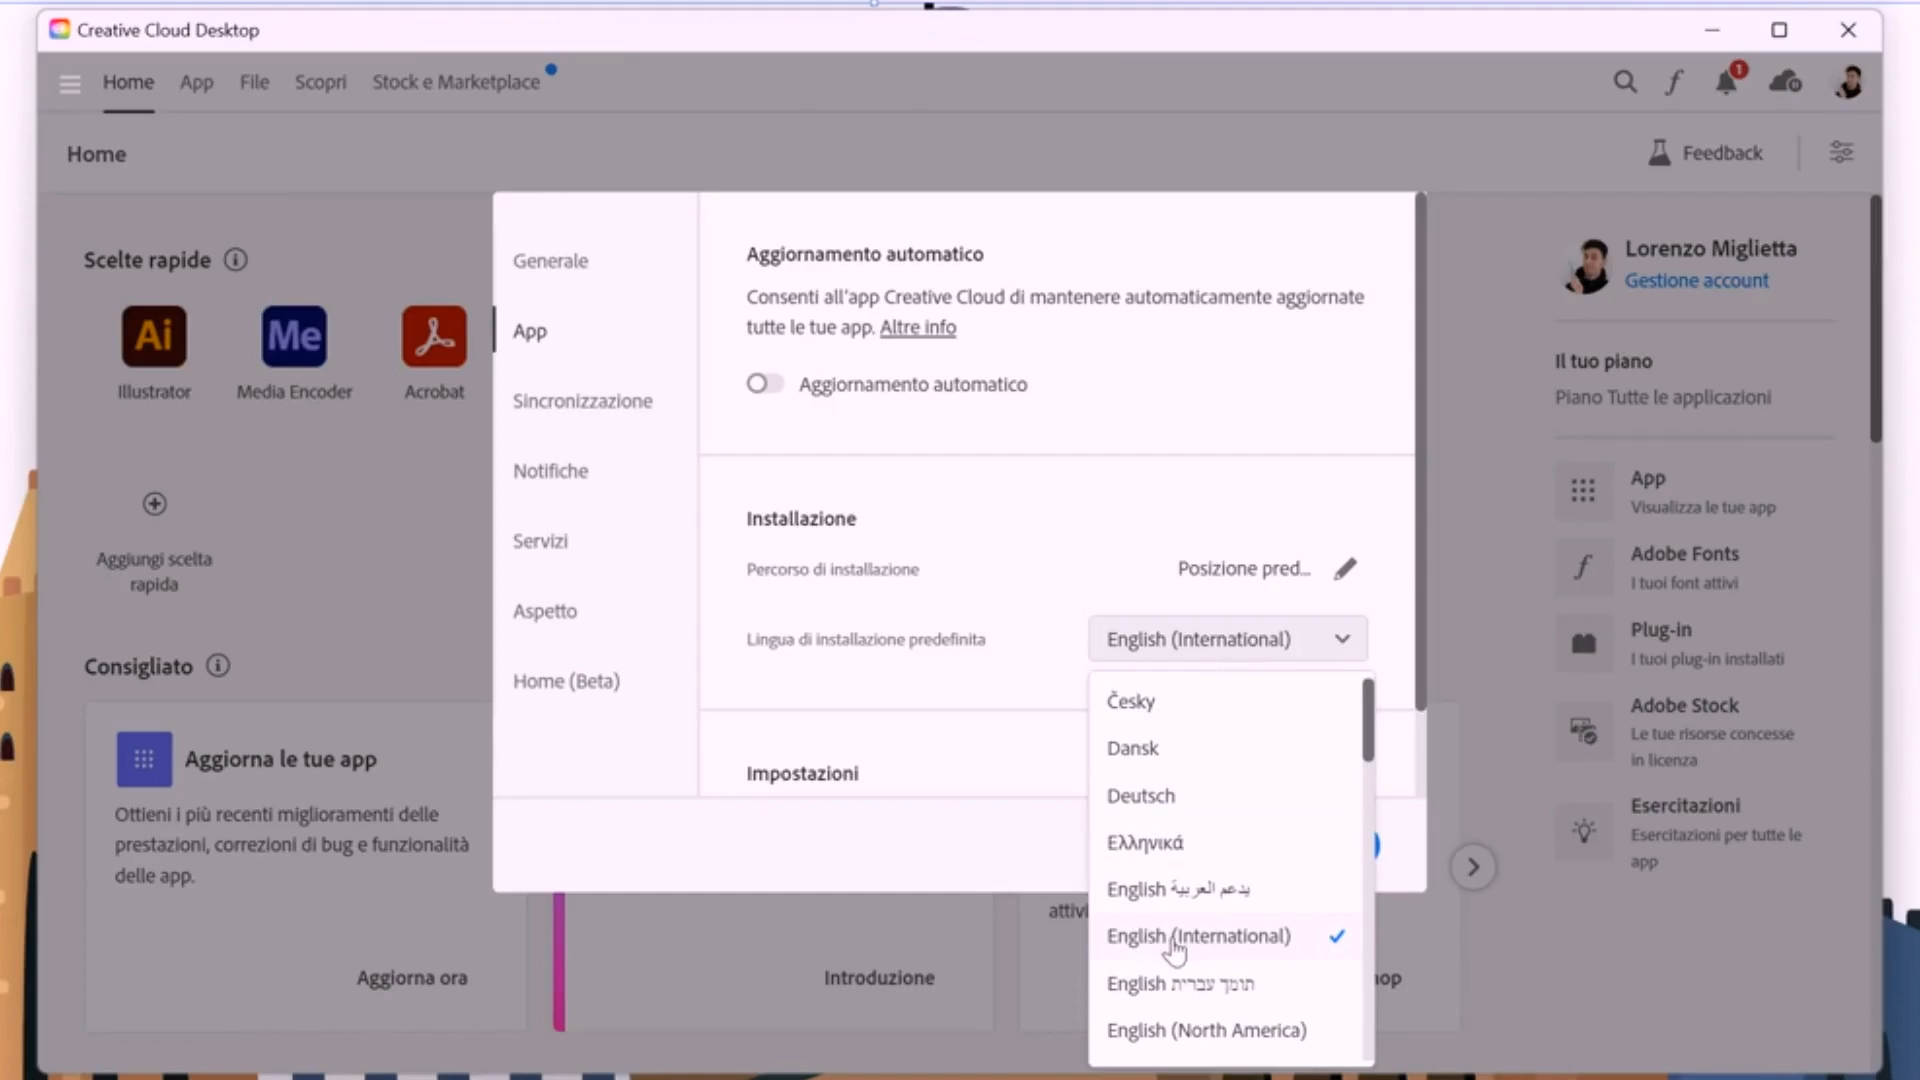 Creative Cloud Desktop
Home
App
File
Scopri
Stock e Marketplace
1
Home
Feedback
Scelte rapide
Ai
Me
Illustrator
Media Encoder
Acrobat
Aggiungi scelta
rapida
Consigliato
Aggiorna le tue app
Ottieni i più recenti miglioramenti delle
prestazioni, correzioni di bug e funzionalità
delle app.
Aggiorna ora
Introduzione
Generale
App
Sincronizzazione
Notifiche
Servizi
Aspetto
Home (Beta)
Aggiornamento automatico
Consenti all'app Creative Cloud di mantenere automaticamente aggiornate
tutte le tue app. Altre info
Aggiornamento automatico
Installazione
Percorso di installazione
Posizione pred...
Lingua di installazione predefinita
English (International)
Impostazioni
Česky
Dansk
Deutsch
Ελληνικά
English يدعم العربية
English (International)
English תומך עברית
English (North America)
Lorenzo Miglietta
Gestione account
Il tuo piano
Piano Tutte le applicazioni
App
Visualizza le tue app
Adobe Fonts
I tuoi font attivi
Plug-in
I tuoi plug-in installati
Adobe Stock
Le tue risorse concesse
in licenza
Esercitazioni
Esercitazioni per tutte le
app